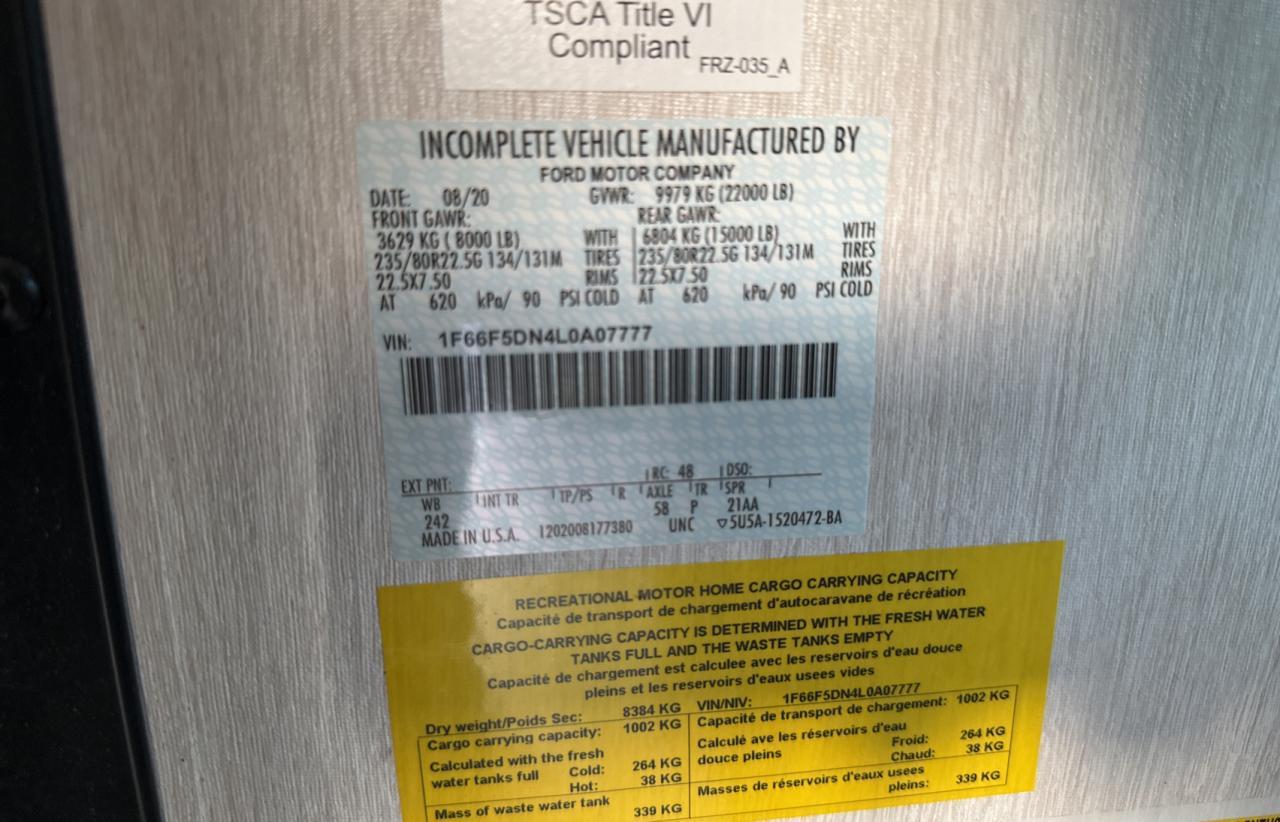 TSCA Title VI
Compliant
FRZ-035_A
INCOMPLETE VEHICLE MANUFACTURED BY
FORD MOTOR COMPANY
DATE: 08/20 GVWR: 9979 KG (22000 LB)
FRONT GAWR: REAR GAWR:
3629 KG ( 8000 LB) WITH 6804 KG (15000 LB) WITH
235/80R22.5G 134/131M TIRES 235/80R22.5G 134/131M TIRES
22.5X7.50 RIMS 22.5X7.50 RIMS
AT 620 kPa/ 90 PSI COLD AT 620 kPa/ 90 PSI COLD
VIN: 1F66F5DN4L0A07777
EXT PNT: RC: 48 DSO:
WB INT TR TP/PS R AXLE TR SPR
242 58 P 21AA
MADE IN U.S.A. 1202008177380 UNC ▽5U5A-1520472-BA
RECREATIONAL MOTOR HOME CARGO CARRYING CAPACITY
Capacité de transport de chargement d'autocaravane de récréation
CARGO-CARRYING CAPACITY IS DETERMINED WITH THE FRESH WATER
TANKS FULL AND THE WASTE TANKS EMPTY
Capacité de chargement est calculee avec les reservoirs d'eau douce
pleins et les reservoirs d'eaux usees vides
Dry weight/Poids Sec: 8384 KG VIN/NIV: 1F66F5DN4L0A07777
Cargo carrying capacity: 1002 KG Capacité de transport de chargement: 1002 KG
Calculated with the fresh Calculé ave les réservoirs d'eau
water tanks full Cold: 264 KG douce pleins Froid: 264 KG
Hot: 38 KG Chaud: 38 KG
Mass of waste water tank 339 KG Masses de réservoirs d'eaux usees
pleins: 339 KG